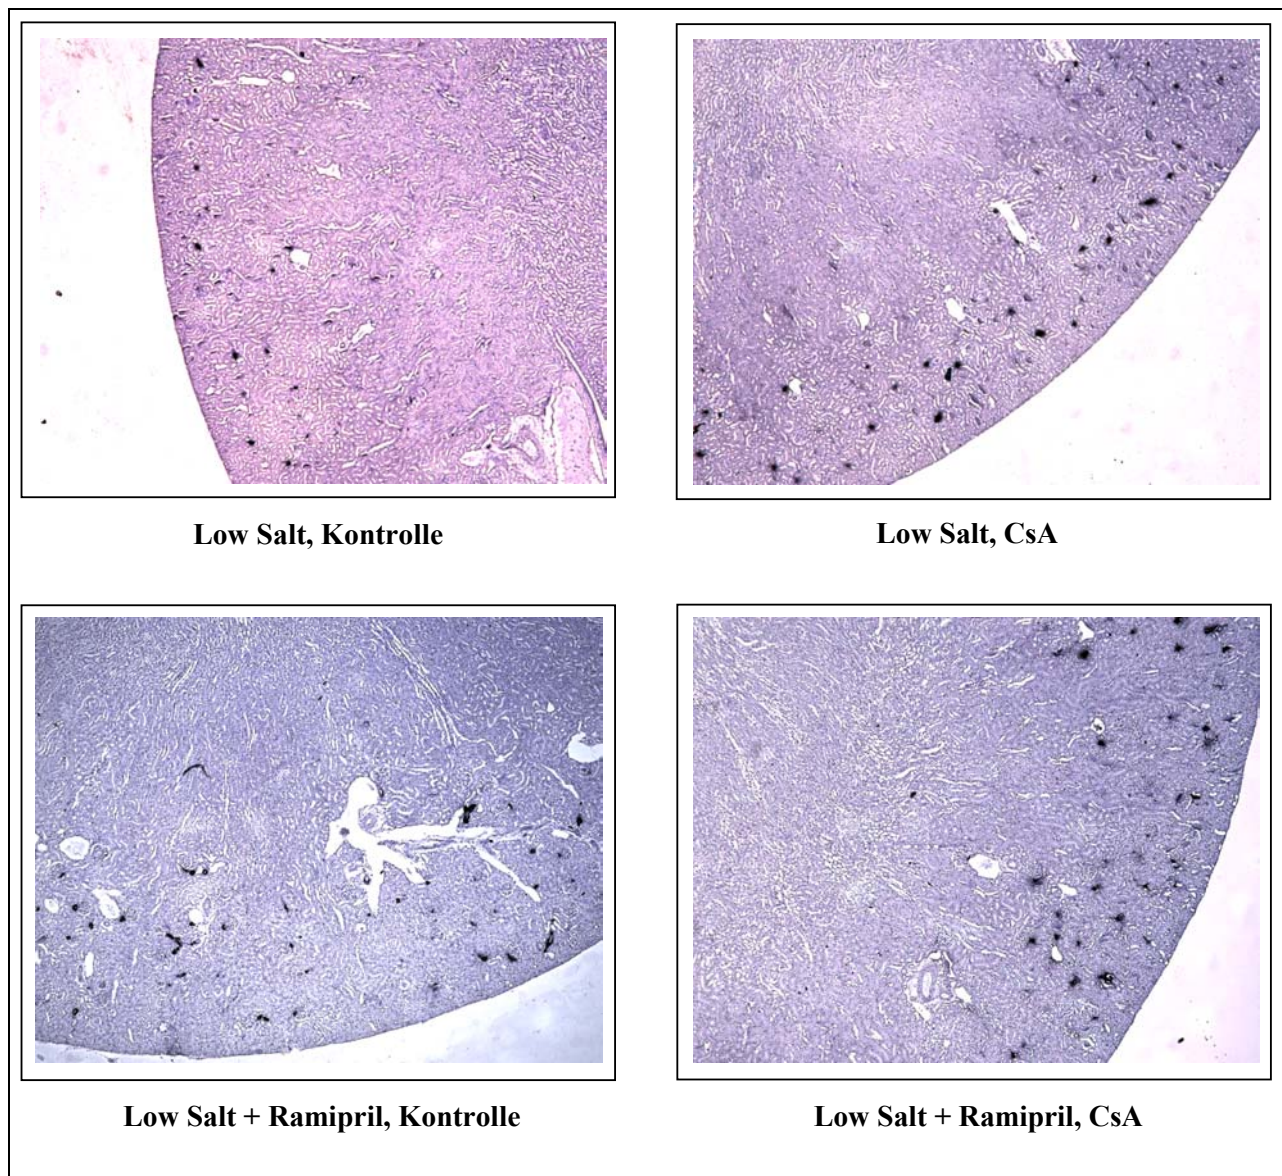 Low Salt, Kontrolle
Low Salt, CsA
Low Salt + Ramipril, Kontrolle
Low Salt + Ramipril, CsA